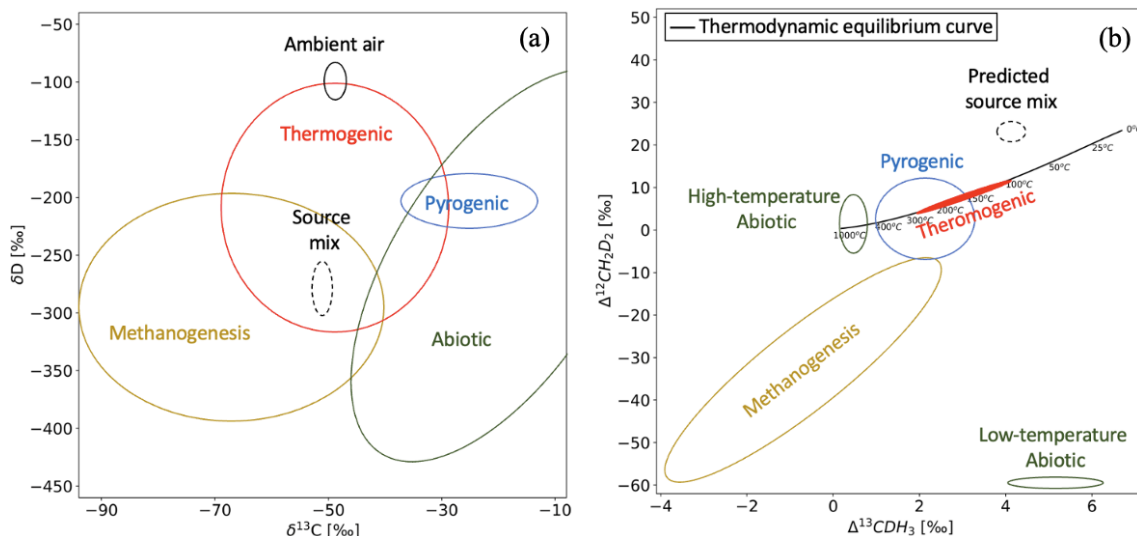 (a)
Ambient air
Thermogenic
Pyrogenic
Source
mix
Methanogenesis
Abiotic
−50
−100
−150
−200
−250
−300
−350
−400
−450
δD [‰]
−90
−70
−50
−30
−10
δ¹³C [‰]
(b)
Thermodynamic equilibrium curve
Predicted
source mix
0°C
25°C
50°C
100°C
150°C
200°C
300°C
400°C
1000°C
Pyrogenic
High-temperature
Abiotic
Theromogenic
Methanogenesis
Low-temperature
Abiotic
50
40
30
20
10
0
−10
−20
−30
−40
−50
−60
Δ¹²CH₂D₂ [‰]
−4
−2
0
2
4
6
Δ¹³CDH₃ [‰]